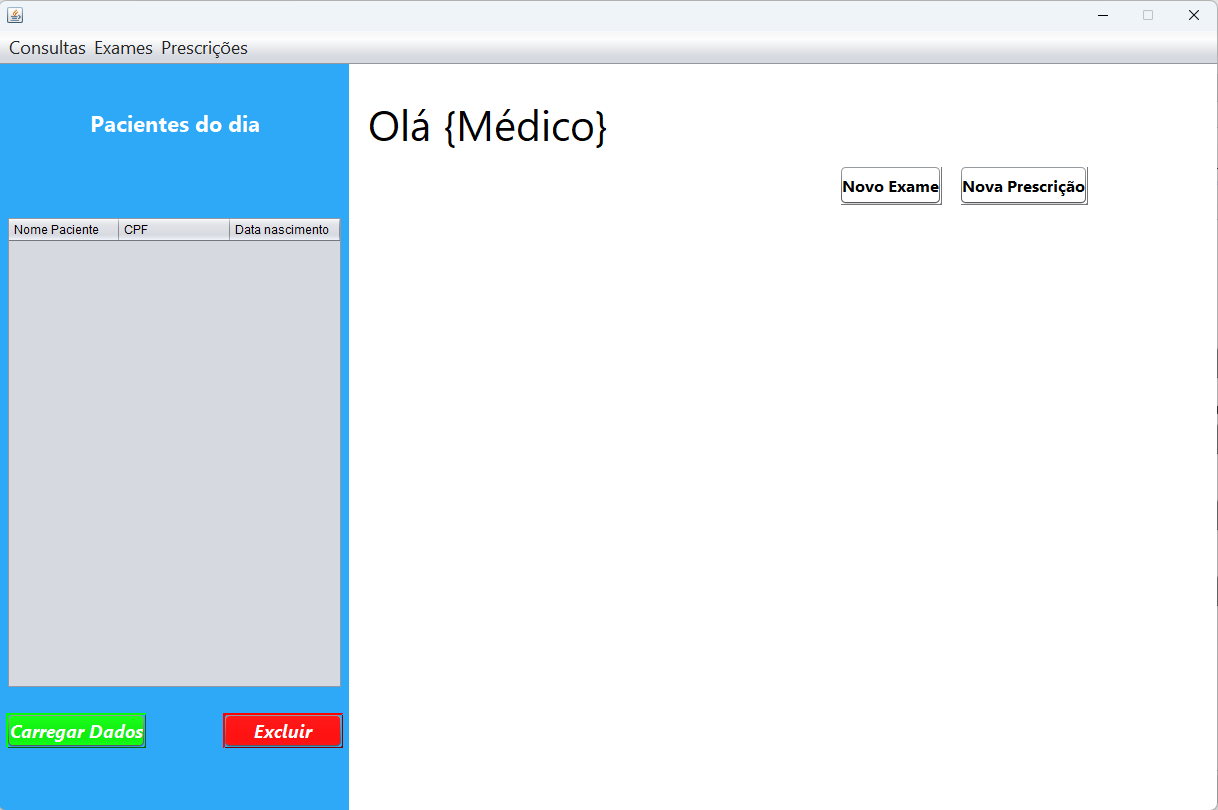 Consultas Exames Prescrições
Pacientes do dia
Olá {Médico}
Novo Exame Nova Prescrição
Nome Paciente CPF Data nascimento
Carregar Dados Excluir